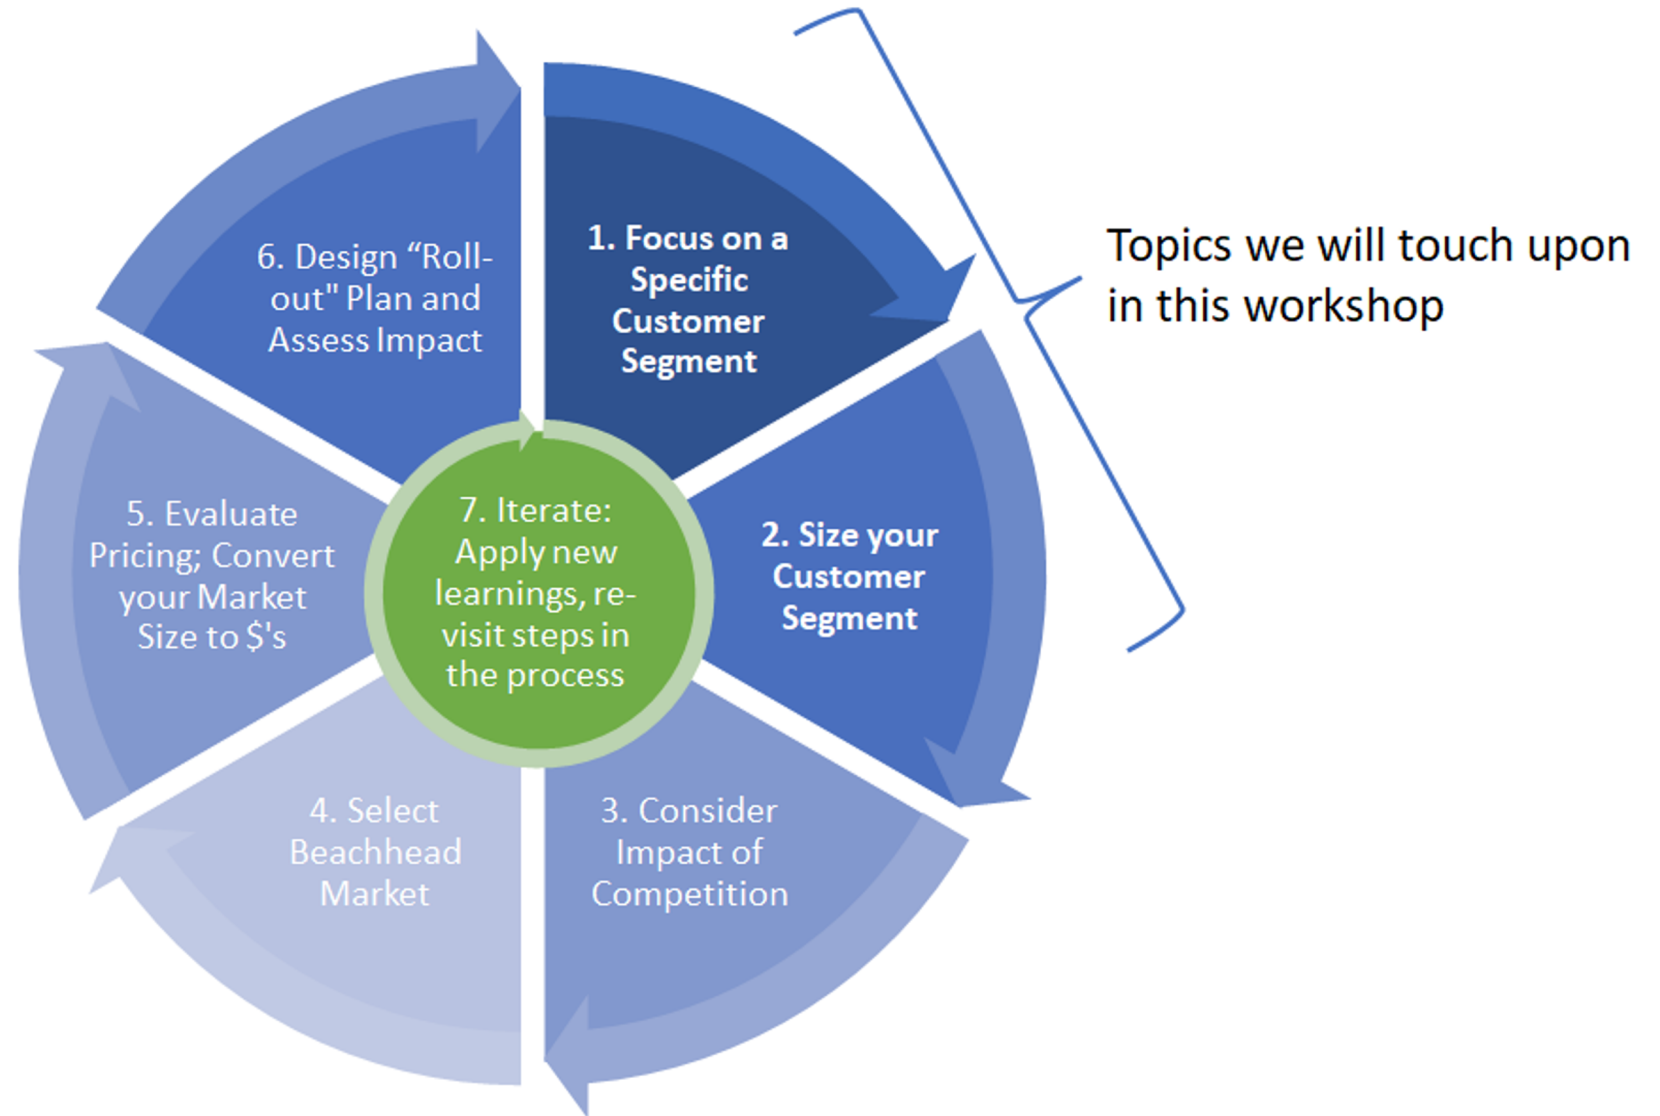 1. Focus on a
Specific
Customer
Segment
2. Size your
Customer
Segment
3. Consider
Impact of
Competition
4. Select
Beachhead
Market
5. Evaluate
Pricing; Convert
your Market
Size to $'s
6. Design “Roll-
out" Plan and
Assess Impact
7. Iterate:
Apply new
learnings, re-
visit steps in
the process
Topics we will touch upon
in this workshop